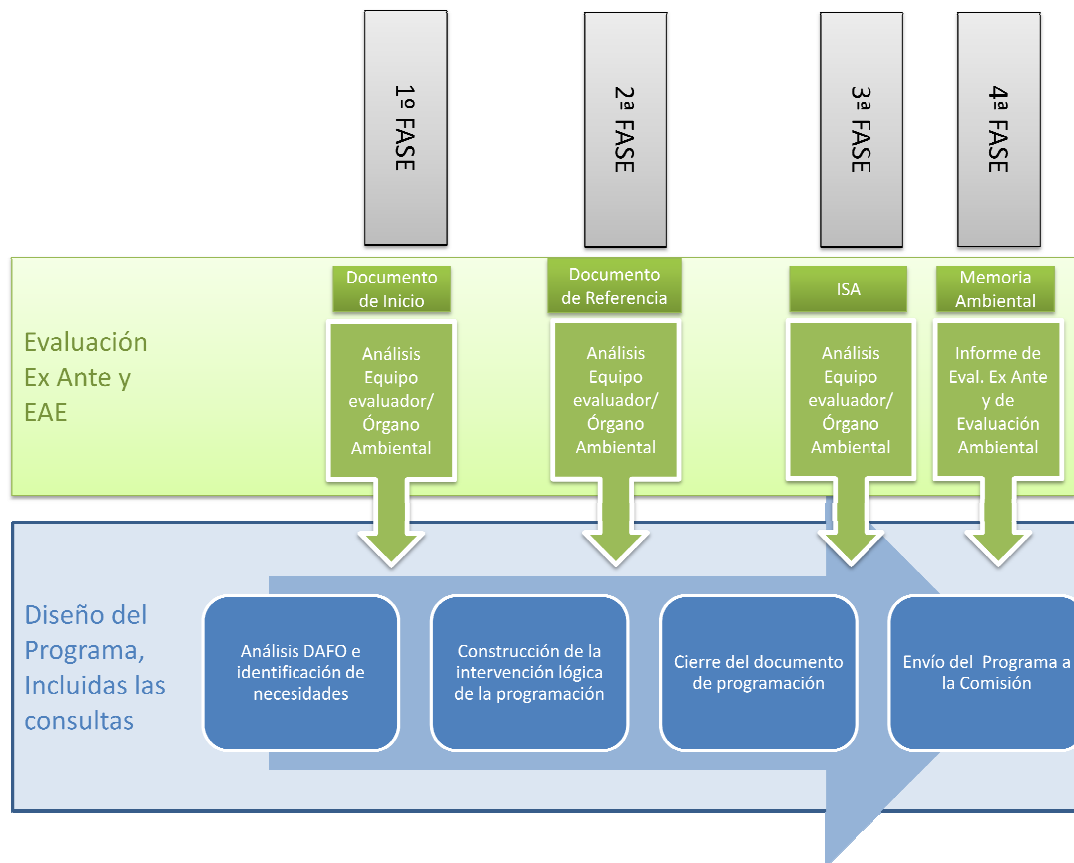 1º FASE
2ª FASE
3ª FASE
4ª FASE
Evaluación
Ex Ante y
EAE
Documento
de Inicio
Análisis
Equipo
evaluador/
Órgano
Ambiental
Documento
de Referencia
Análisis
Equipo
evaluador/
Órgano
Ambiental
ISA
Análisis
Equipo
evaluador/
Órgano
Ambiental
Memoria
Ambiental
Informe de
Eval. Ex Ante
y de
Evaluación
Ambiental
Diseño del
Programa,
Incluidas las
consultas
Análisis DAFO e
identificación de
necesidades
Construcción de la
intervención lógica
de la programación
Cierre del documento
de programación
Envío del Programa a
la Comisión